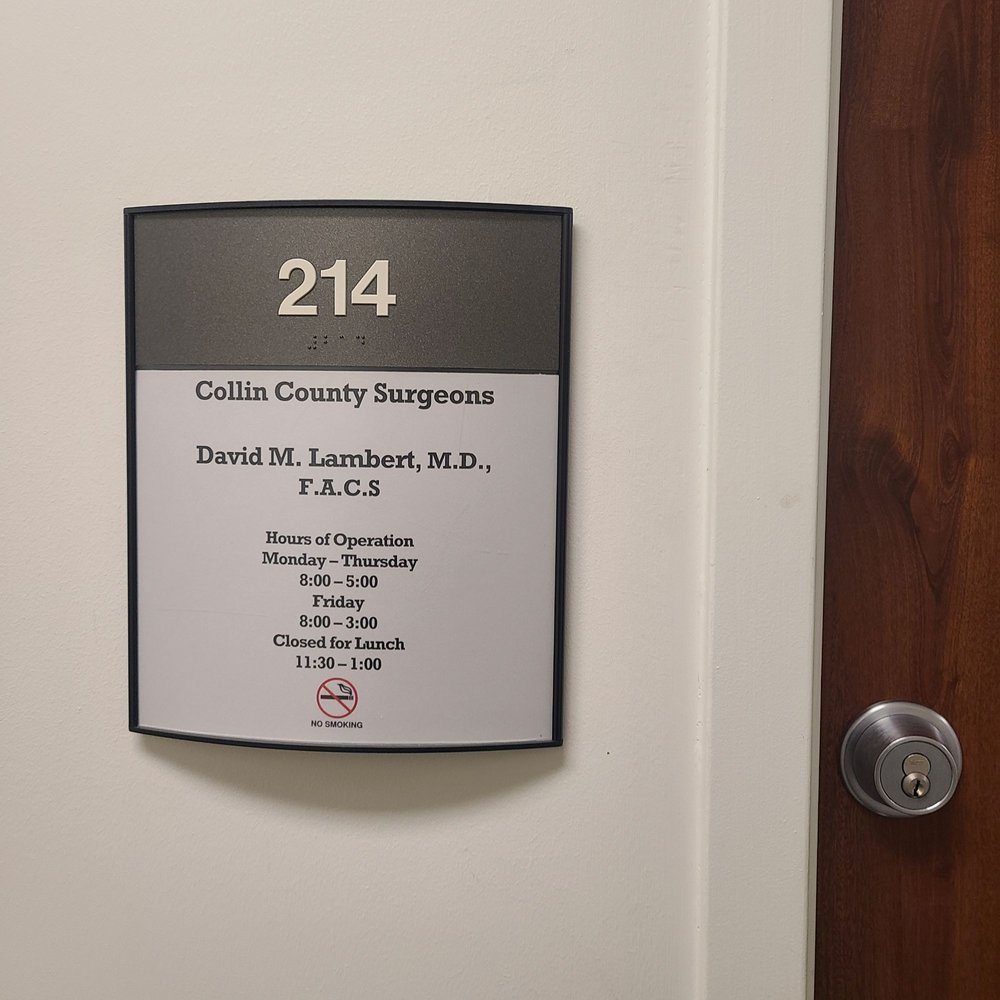 214
Collin County Surgeons
David M. Lambert, M.D.,
F.A.C.S
Hours of Operation
Monday – Thursday
8:00 – 5:00
Friday
8:00 – 3:00
Closed for Lunch
11:30 – 1:00
NO SMOKING